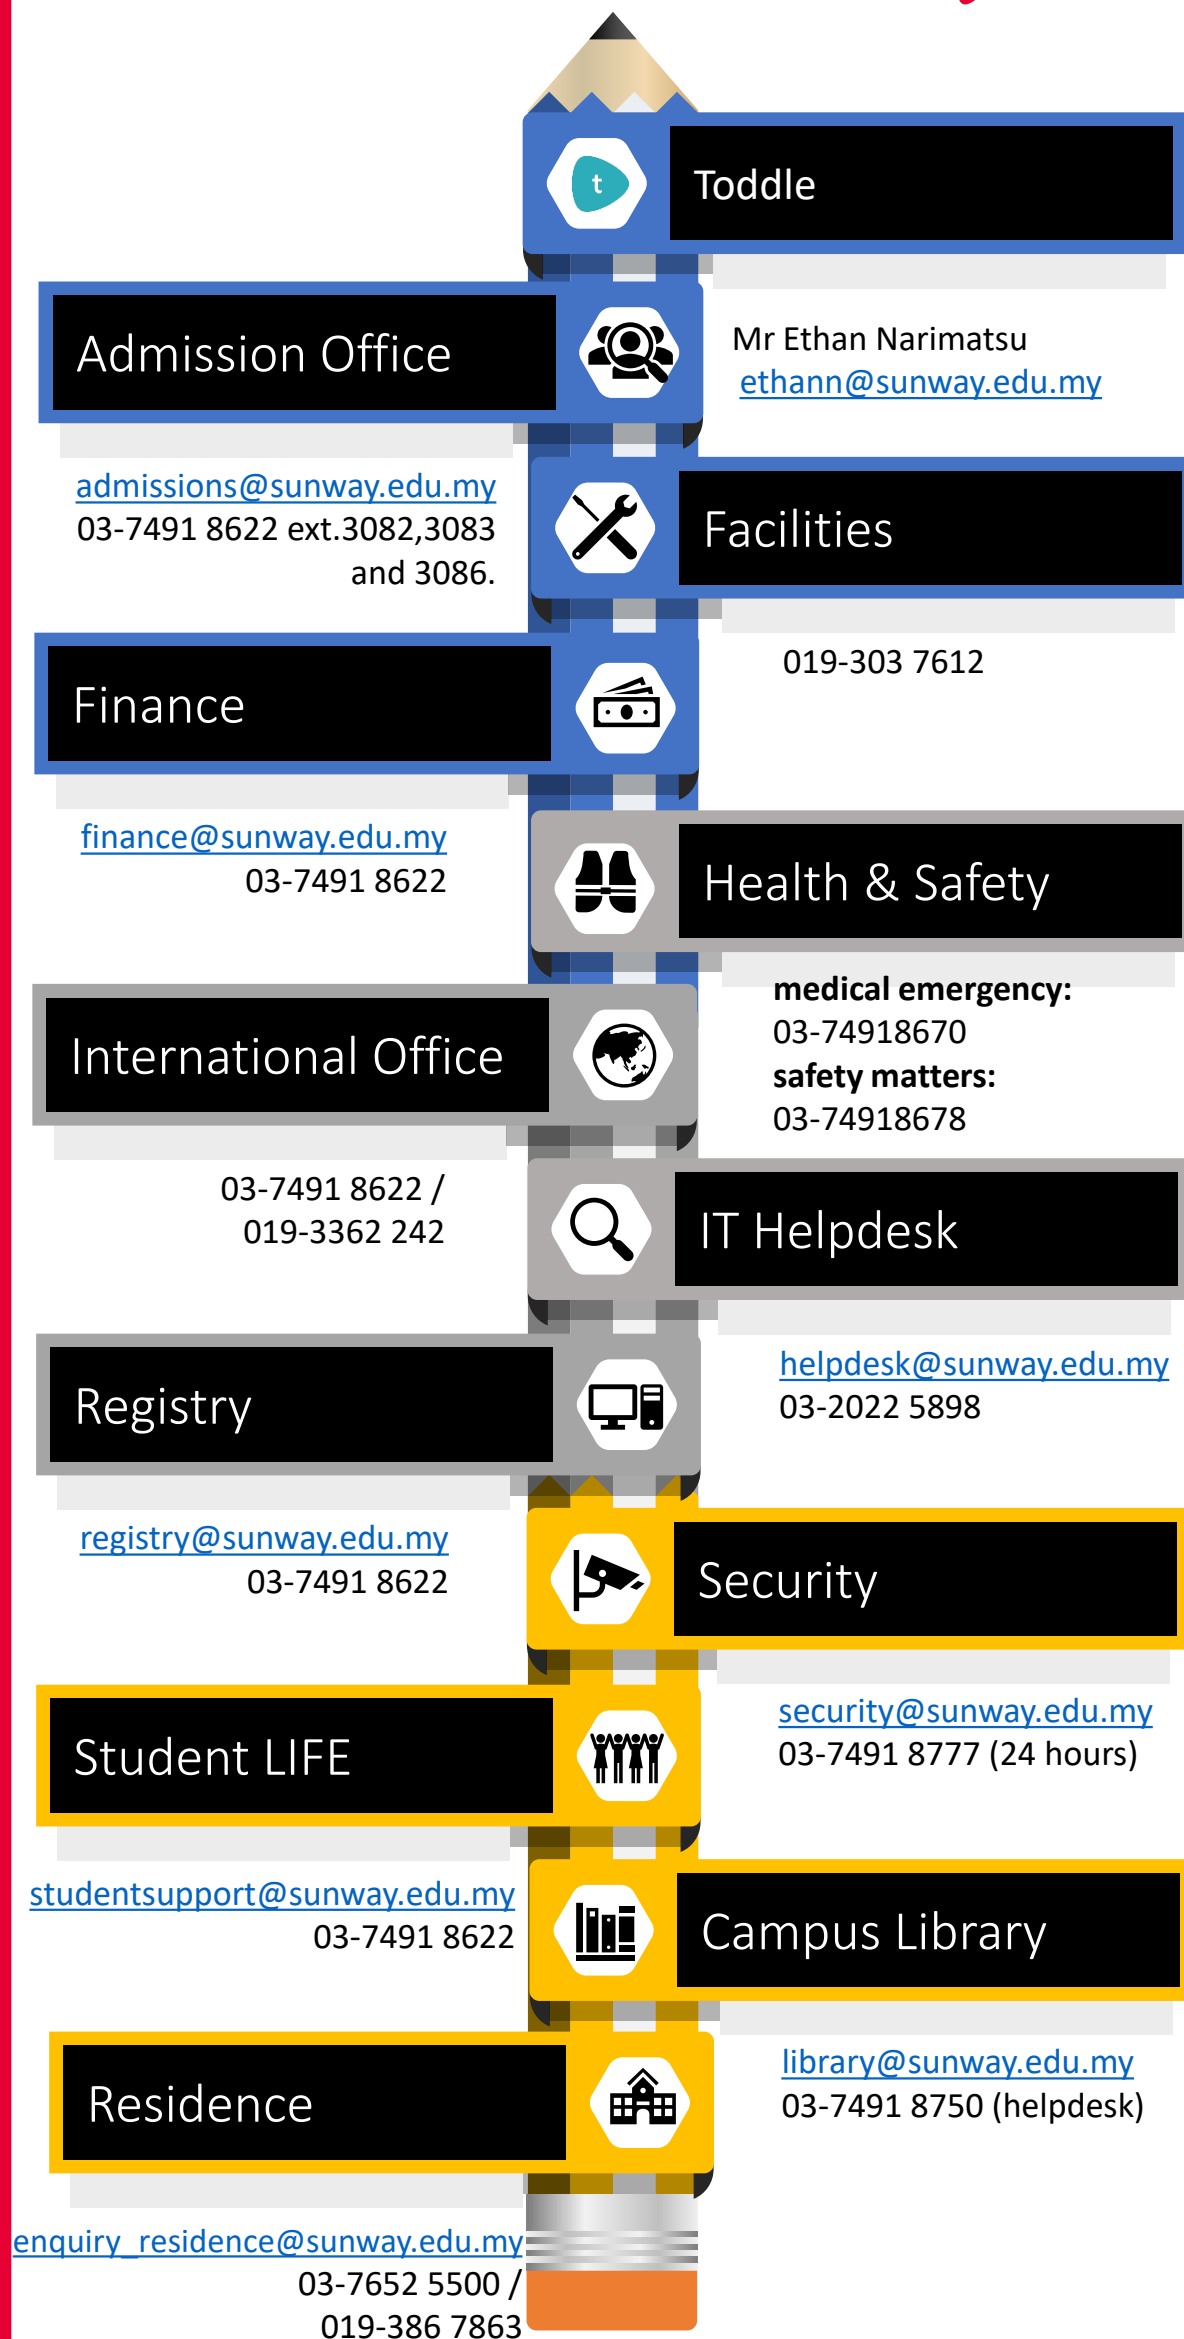 t
Toddle
Mr Ethan Narimatsu
ethann@sunway.edu.my
Admission Office
admissions@sunway.edu.my
03-7491 8622 ext.3082,3083
and 3086.
Facilities
019-303 7612
Finance
finance@sunway.edu.my
03-7491 8622
Health & Safety
medical emergency:
03-74918670
safety matters:
03-74918678
International Office
03-7491 8622 /
019-3362 242
IT Helpdesk
helpdesk@sunway.edu.my
03-2022 5898
Registry
registry@sunway.edu.my
03-7491 8622
Security
security@sunway.edu.my
03-7491 8777 (24 hours)
Student LIFE
studentsupport@sunway.edu.my
03-7491 8622
Campus Library
library@sunway.edu.my
03-7491 8750 (helpdesk)
Residence
enquiry_residence@sunway.edu.my
03-7652 5500 /
019-386 7863